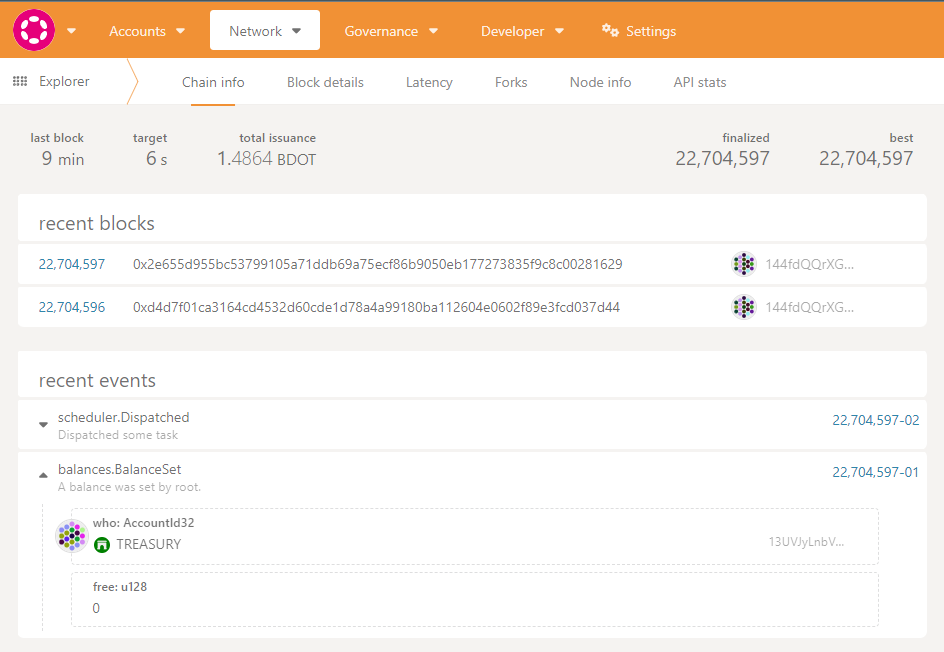 Accounts Network Governance Developer Settings
Explorer Chain info Block details Latency Forks Node info API stats
last block target total issuance finalized best
9 min 6 s 1.4864 BDOT 22,704,597 22,704,597
recent blocks
22,704,597 0x2e655d955bc53799105a71ddb69a75ecf86b9050eb177273835f9c8c00281629 144fdQQrXG...
22,704,596 0xd4d7f01ca3164cd4532d60cde1d78a4a99180ba112604e0602f89e3fcd037d44 144fdQQrXG...
recent events
scheduler.Dispatched 22,704,597-02
Dispatched some task
balances.BalanceSet 22,704,597-01
A balance was set by root.
who: AccountId32
TREASURY 13UVJyLnbV...
free: u128
0